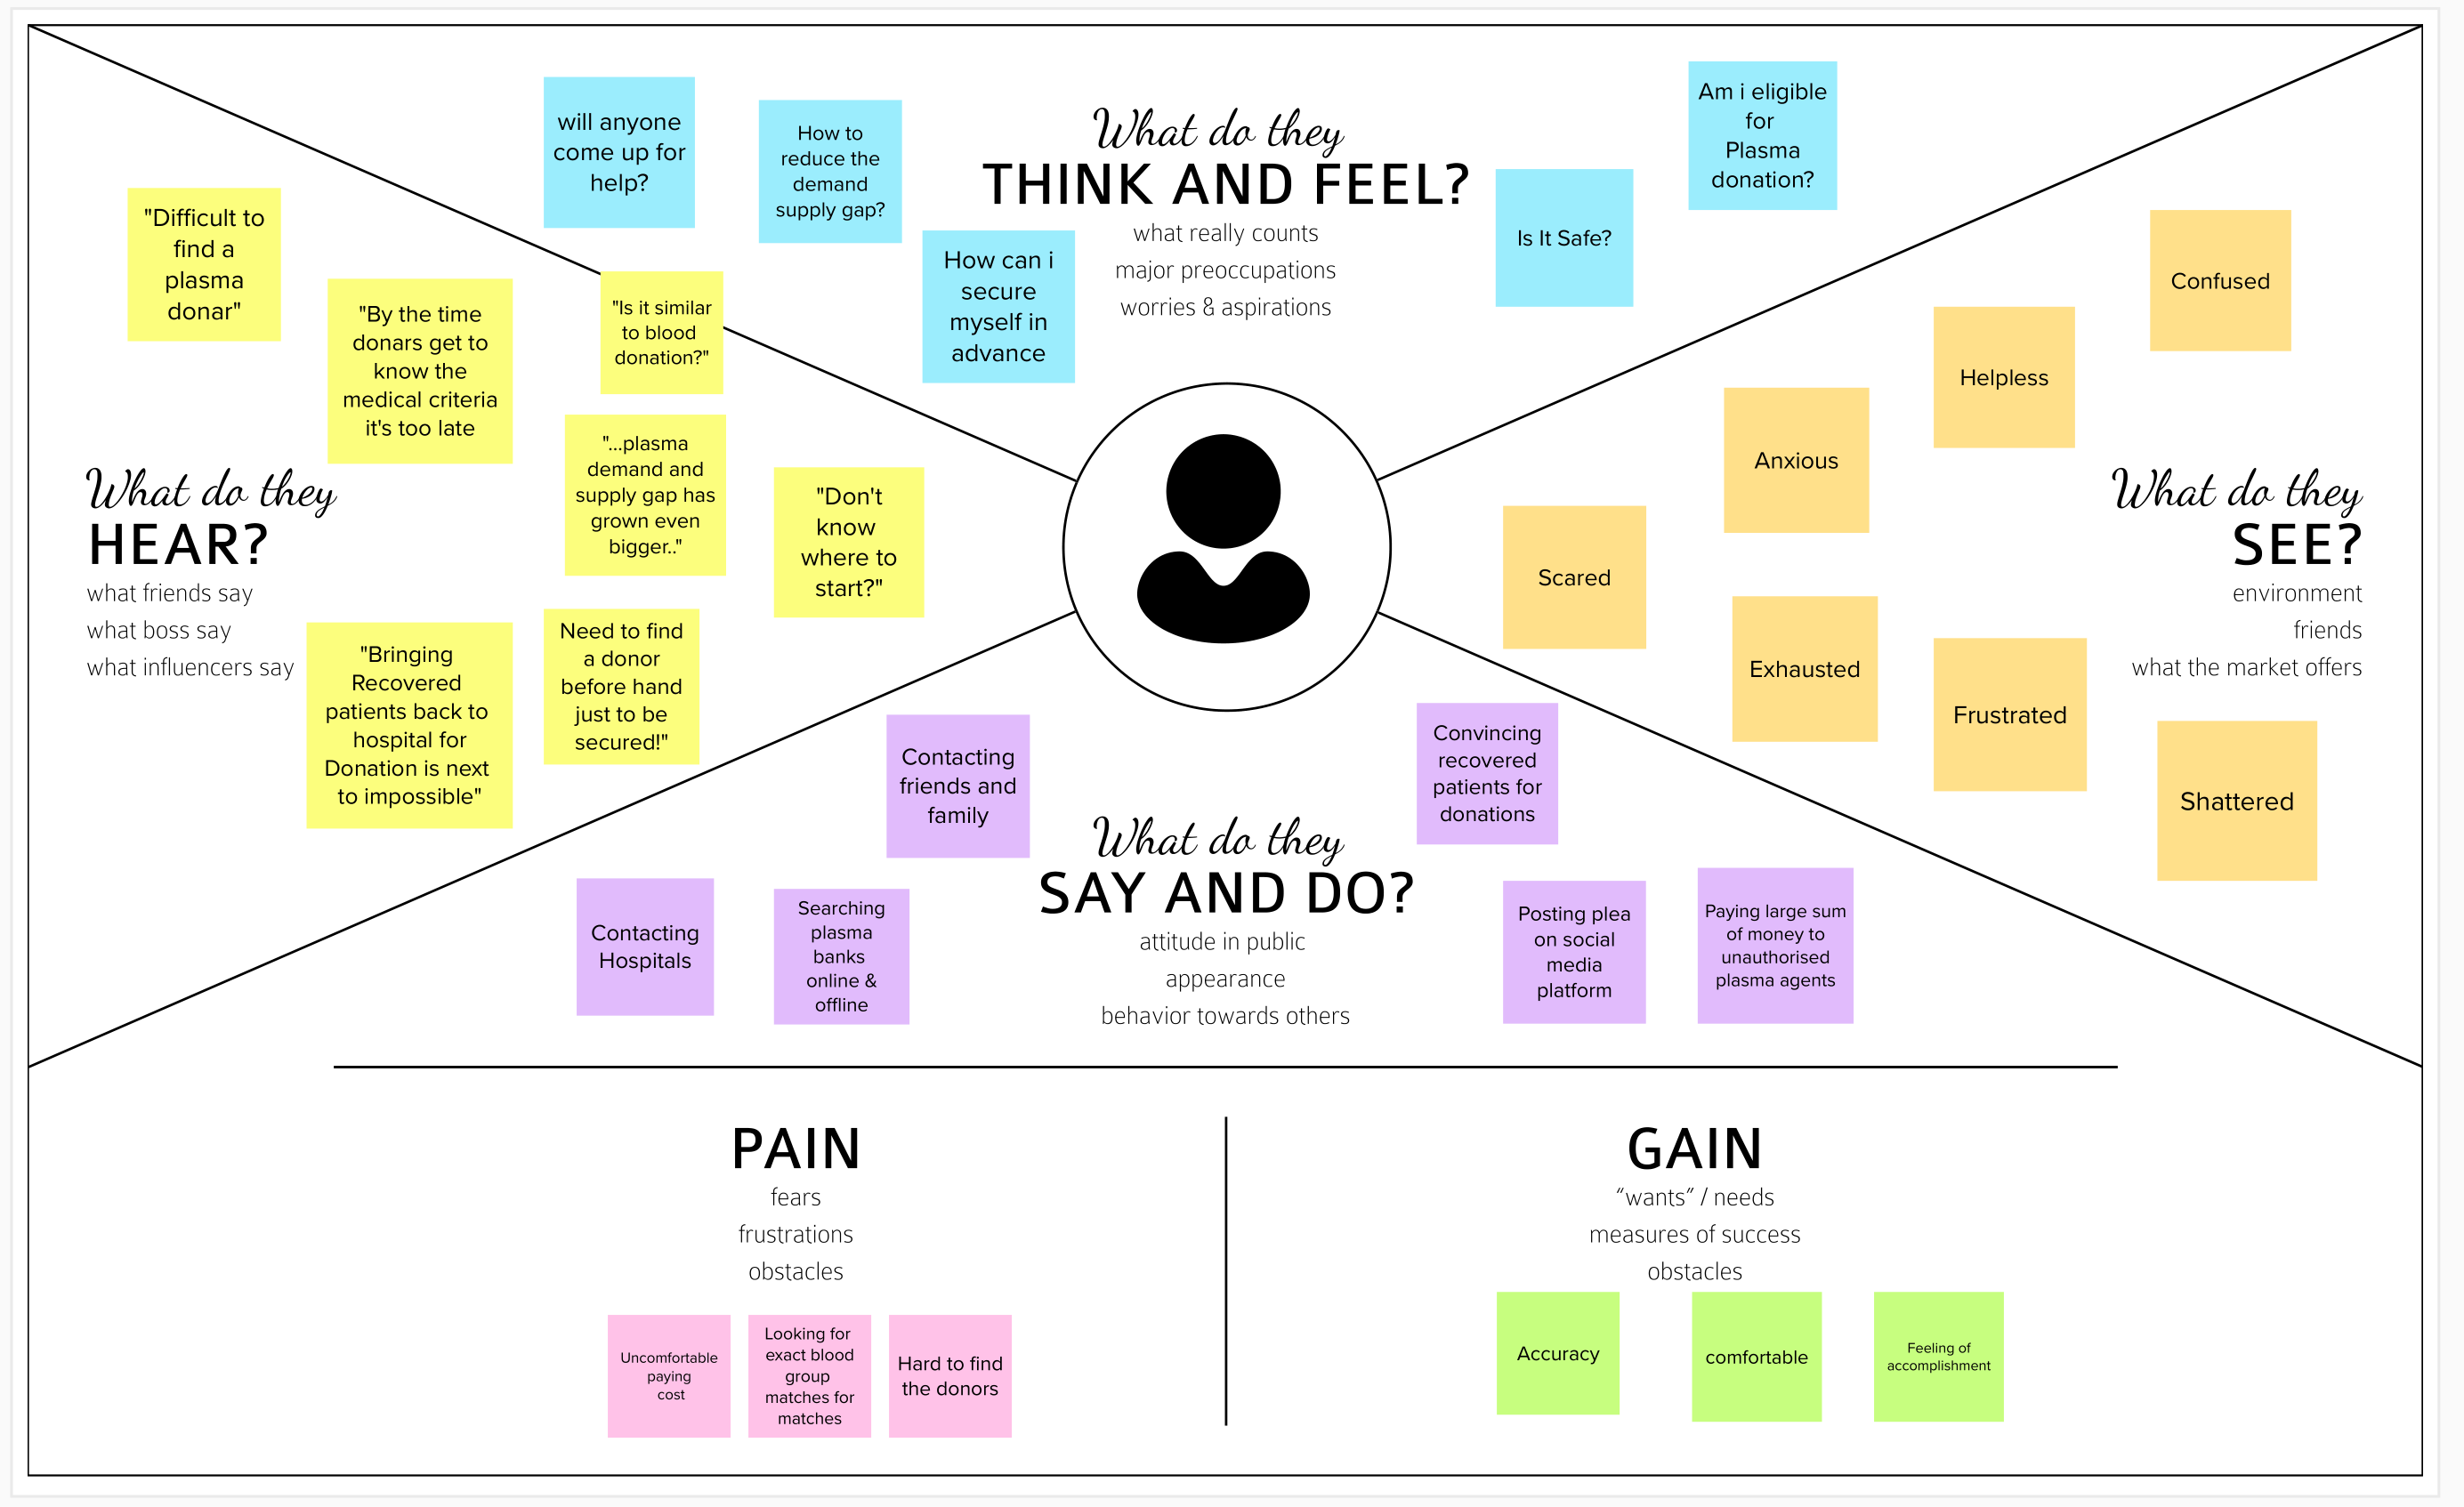 What do they
THINK AND FEEL?
what really counts
major preoccupations
worries & aspirations
will anyone
come up for
help?
How to
reduce the
demand
supply gap?
How can i
secure
myself in
advance
Is It Safe?
Am i eligible
for
Plasma
donation?
What do they
HEAR?
what friends say
what boss say
what influencers say
"Difficult to
find a
plasma
donar"
"By the time
donars get to
know the
medical criteria
it's too late
"Is it similar
to blood
donation?"
"...plasma
demand and
supply gap has
grown even
bigger.."
"Don't
know
where to
start?"
"Bringing
Recovered
patients back to
hospital for
Donation is next
to impossible"
Need to find
a donor
before hand
just to be
secured!"
What do they
SEE?
environment
friends
what the market offers
Confused
Helpless
Anxious
Scared
Exhausted
Frustrated
Shattered
What do they
SAY AND DO?
attitude in public
appearance
behavior towards others
Contacting
friends and
family
Contacting
Hospitals
Searching
plasma
banks
online &
offline
Convincing
recovered
patients for
donations
Posting plea
on social
media
platform
Paying large sum
of money to
unauthorised
plasma agents
PAIN
fears
frustrations
obstacles
Uncomfortable
paying
cost
Looking for
exact blood
group
matches for
matches
Hard to find
the donors
GAIN
“wants” / needs
measures of success
obstacles
Accuracy
comfortable
Feeling of
accomplishment